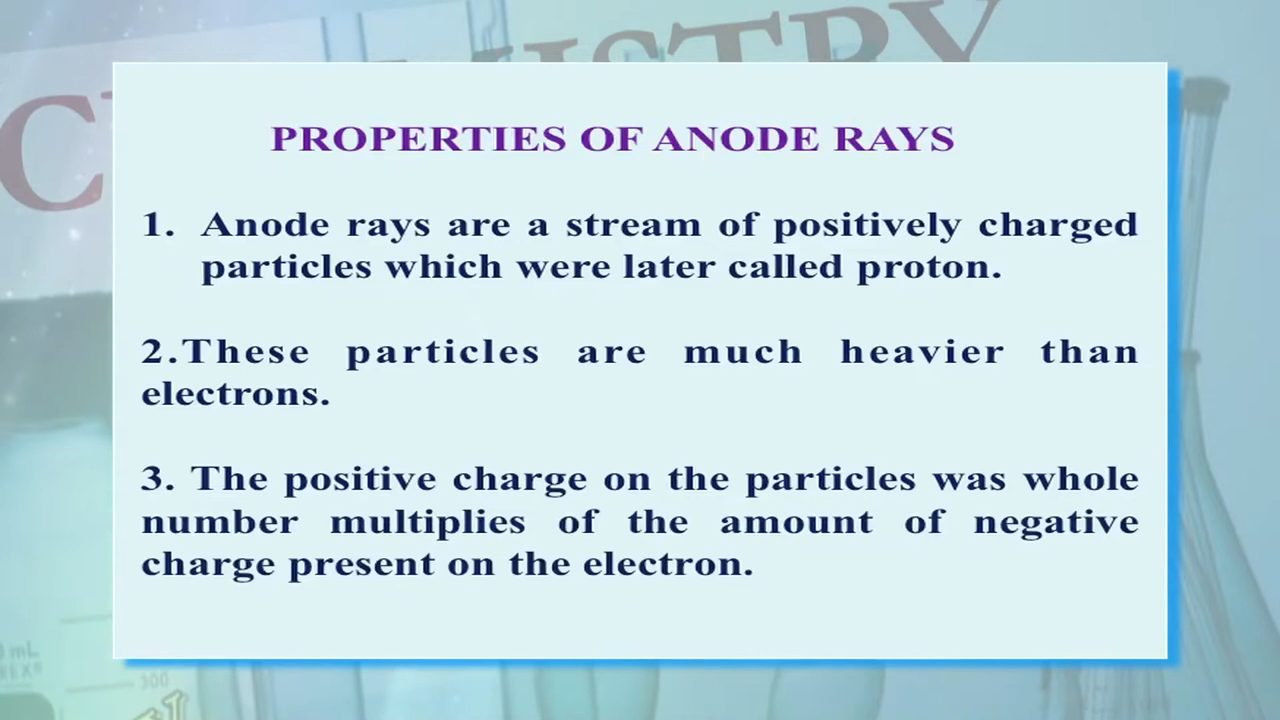 PROPERTIES OF ANODE RAYS
1. Anode rays are a stream of positively charged
particles which were later called proton.
2.These particles are much heavier than
electrons.
3. The positive charge on the particles was whole
number multiplies of the amount of negative
charge present on the electron.
300